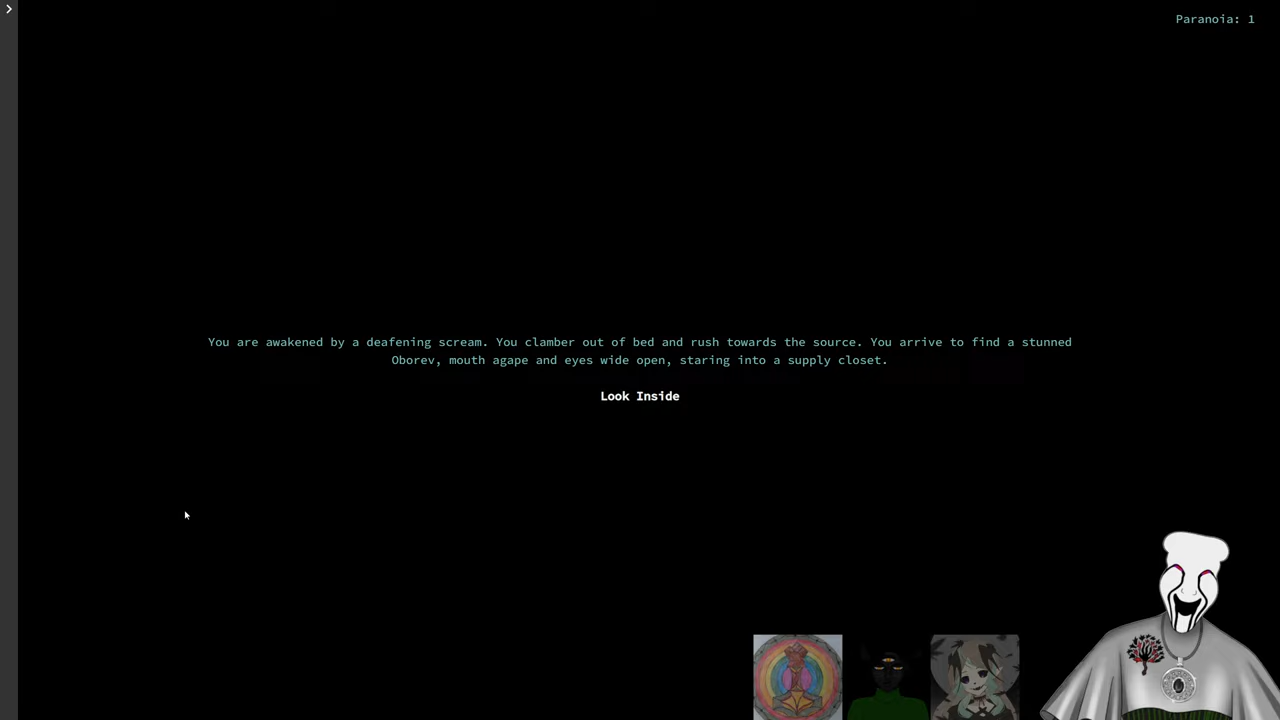 Paranoia: 1
You are awakened by a deafening scream. You clamber out of bed and rush towards the source. You arrive to find a stunned
Oborev, mouth agape and eyes wide open, staring into a supply closet.
Look Inside